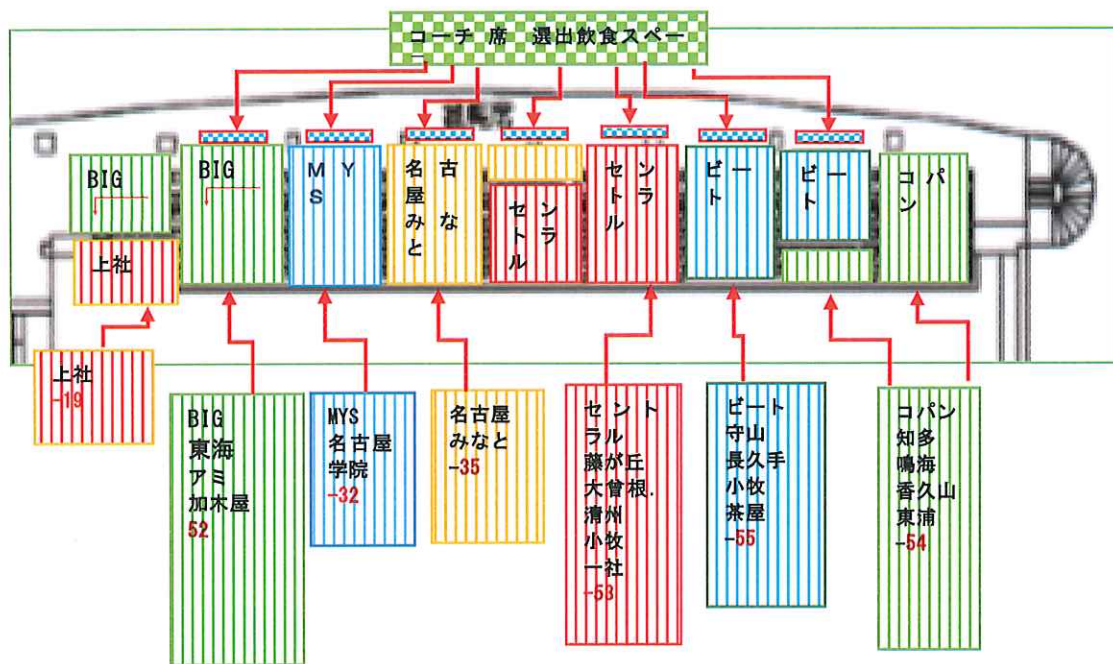 コーチ 席　選出飲食スペー
BIG
BIG
MY
S
名古
屋な
みと
セン
トラ
ル
セン
トラ
ル
ビー
ト
ビー
ト
コパ
ン
上社
上社
-19
BIG
東海
アミ
加木屋
52
MYS
名古屋
学院
-32
名古屋
みなと
-35
セント
ラル
藤が丘
大曾根.
清州
小牧
一社
-53
ビート
守山
長久手
小牧
茶屋
-55
コパン
知多
鳴海
香久山
東浦
-54